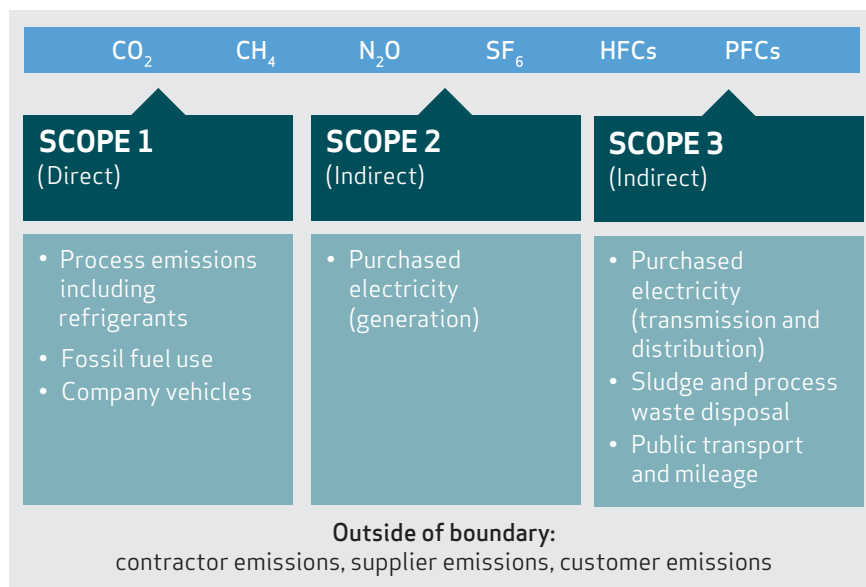 CO₂ CH₄ N₂O SF₆ HFCs PFCs
SCOPE 1
(Direct)
• Process emissions
including
refrigerants
• Fossil fuel use
• Company vehicles
SCOPE 2
(Indirect)
• Purchased
electricity
(generation)
SCOPE 3
(Indirect)
• Purchased
electricity
(transmission and
distribution)
• Sludge and process
waste disposal
• Public transport
and mileage
Outside of boundary:
contractor emissions, supplier emissions, customer emissions